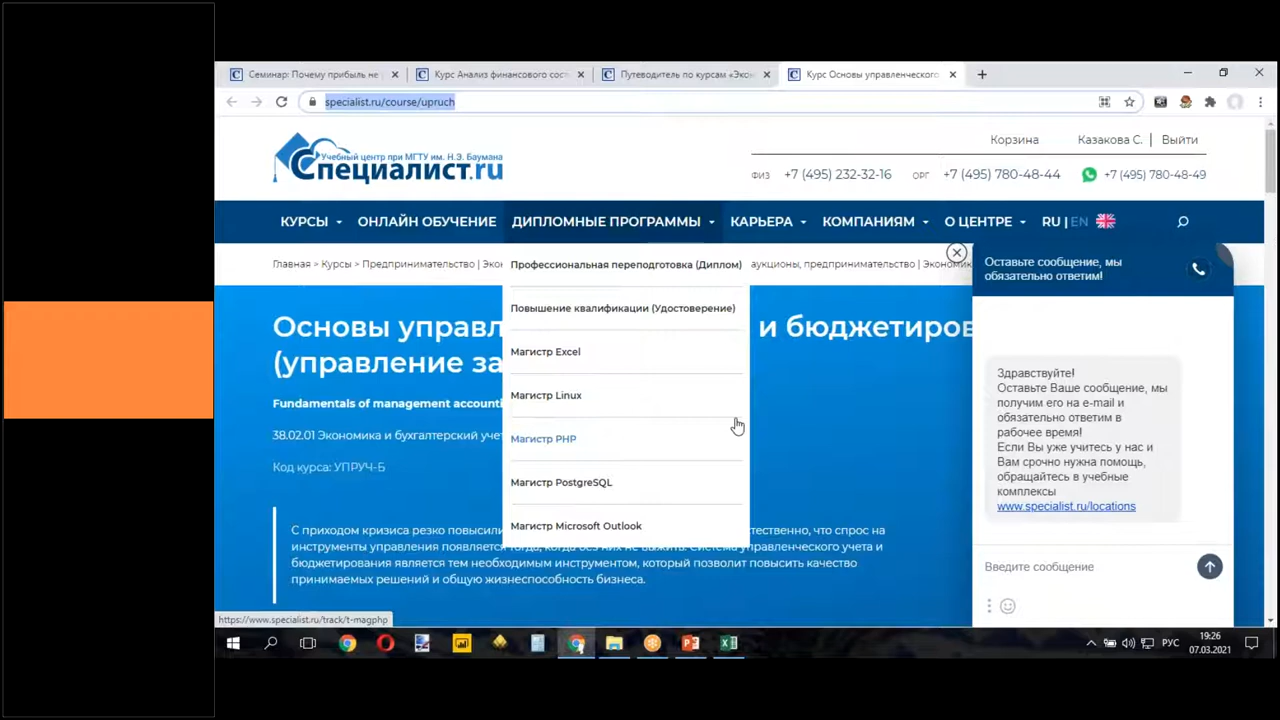 Семинар: Почему прибыль не
Курс Анализ финансового сост
Путеводитель по курсам «Экон
Курс Основы управленческого
specialist.ru/course/upruch
Учебный центр при МГТУ им. Н.Э. Баумана
Специалист.ru
Корзина
Казакова С. | Выйти
ФИЗ +7 (495) 232-32-16
ОРГ +7 (495) 780-48-44
+7 (495) 780-48-49
КУРСЫ
ОНЛАЙН ОБУЧЕНИЕ
ДИПЛОМНЫЕ ПРОГРАММЫ
КАРЬЕРА
КОМПАНИЯМ
О ЦЕНТРЕ
RU | EN
Главная > Курсы > Предпринимательство | Экон
аукционы, предпринимательство | Экономик
Профессиональная переподготовка (Диплом)
Повышение квалификации (Удостоверение)
Магистр Excel
Магистр Linux
Магистр PHP
Магистр PostgreSQL
Магистр Microsoft Outlook
Основы управл и бюджетиров
(управление за
Fundamentals of management accounti
38.02.01 Экономика и бухгалтерский учет
Код курса: УПРУЧ-Б
С приходом кризиса резко повысили тественно, что спрос на
инструменты управления появляется тогда, когда без них не выжить. Система управленческого учета и
бюджетирования является тем необходимым инструментом, который позволит повысить качество
принимаемых решений и общую жизнеспособность бизнеса.
Оставьте сообщение, мы
обязательно ответим!
Здравствуйте!
Оставьте Ваше сообщение, мы
получим его на e-mail и
обязательно ответим в
рабочее время!
Если Вы уже учитесь у нас и
Вам срочно нужна помощь,
обращайтесь в учебные
комплексы
www.specialist.ru/locations
Введите сообщение
https://www.specialist.ru/track/t-magphp
РУС
19:26
07.03.2021